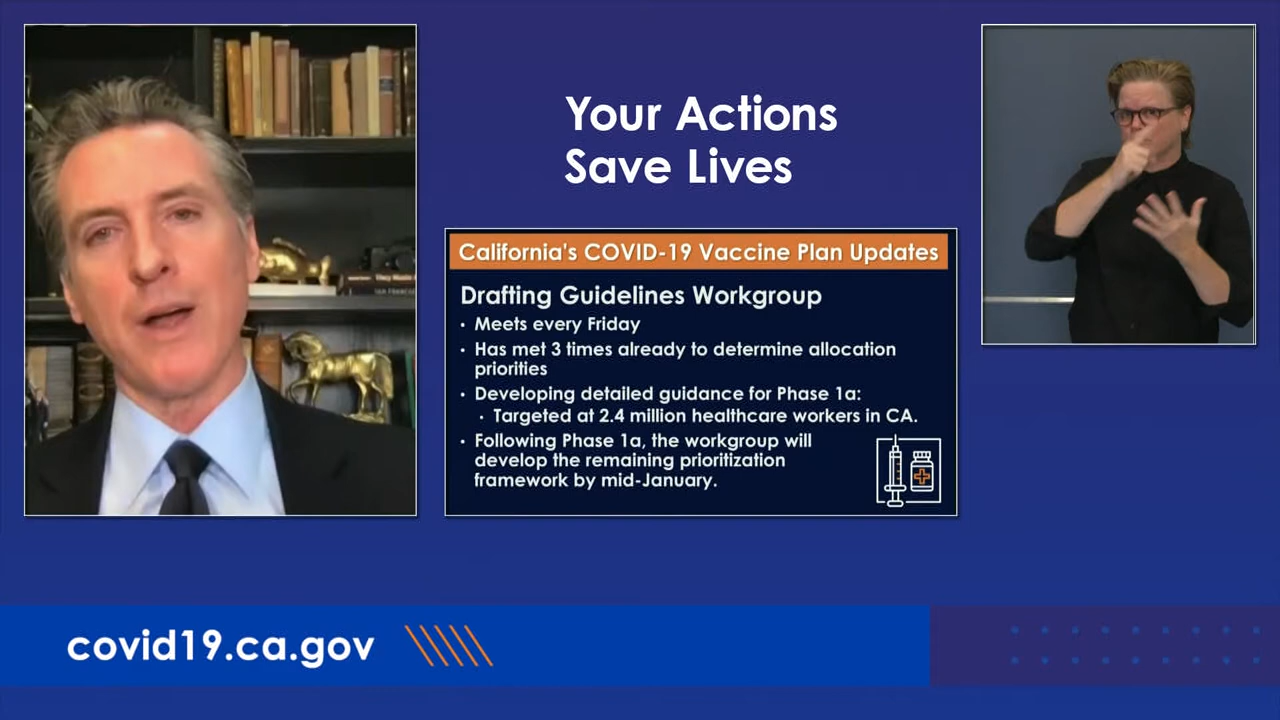 Your Actions
Save Lives
California's COVID-19 Vaccine Plan Updates
Drafting Guidelines Workgroup
• Meets every Friday
• Has met 3 times already to determine allocation
priorities
• Developing detailed guidance for Phase 1a:
• Targeted at 2.4 million healthcare workers in CA.
• Following Phase 1a, the workgroup will
develop the remaining prioritization
framework by mid-January.
covid19.ca.gov